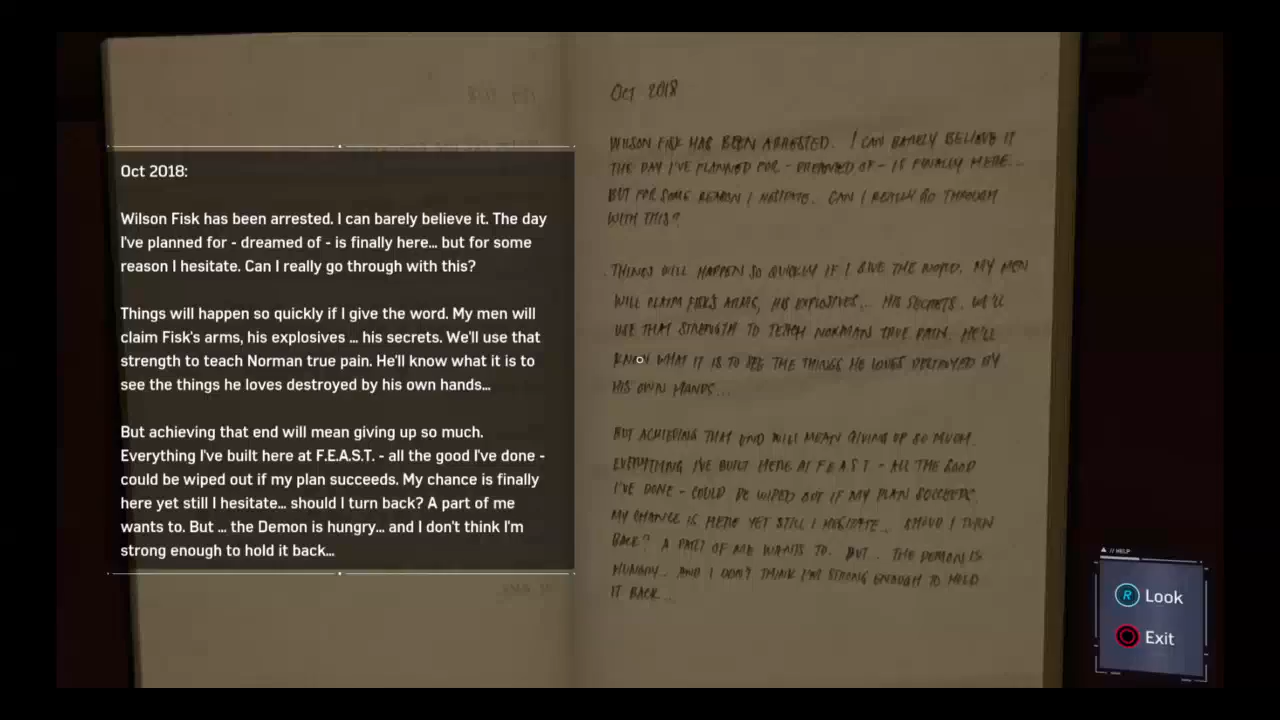 Oct 2018:
Wilson Fisk has been arrested. I can barely believe it. The day
I've planned for - dreamed of - is finally here... but for some
reason I hesitate. Can I really go through with this?
Things will happen so quickly if I give the word. My men will
claim Fisk's arms, his explosives ... his secrets. We'll use that
strength to teach Norman true pain. He'll know what it is to
see the things he loves destroyed by his own hands...
But achieving that end will mean giving up so much.
Everything I've built here at F.E.A.S.T. - all the good I've done -
could be wiped out if my plan succeeds. My chance is finally
here yet still I hesitate... should I turn back? A part of me
wants to. But ... the Demon is hungry... and I don't think I'm
strong enough to hold it back...
Oct 2018
WILSON FISK HAS BEEN ARRESTED. I CAN BARELY BELIEVE IT
THE DAY I'VE PLANNED FOR - DREAMED OF - IS FINALLY HERE...
BUT FOR SOME REASON I HESITATE. CAN I REALLY GO THROUGH
WITH THIS?
THINGS WILL HAPPEN SO QUICKLY IF I GIVE THE WORD. MY MEN
WILL CLAIM FISK'S ARMS, HIS EXPLOSIVES... HIS SECRETS. WE'LL
USE THAT STRENGTH TO TEACH NORMAN TRUE PAIN. HE'LL
KNOW WHAT IT IS TO SEE THE THINGS HE LOVES DESTROYED BY
HIS OWN HANDS...
BUT ACHIEVING THAT END WILL MEAN GIVING UP SO MUCH.
EVERYTHING I'VE BUILT HERE AT F.E.A.S.T. - ALL THE GOOD
I'VE DONE - COULD BE WIPED OUT IF MY PLAN SUCCEEDS.
MY CHANCE IS HERE YET STILL I HESITATE... SHOULD I TURN
BACK? A PART OF ME WANTS TO. BUT... THE DEMON IS
HUNGRY... AND I DON'T THINK I'M STRONG ENOUGH TO HOLD
IT BACK...
// HELP
R Look
Exit